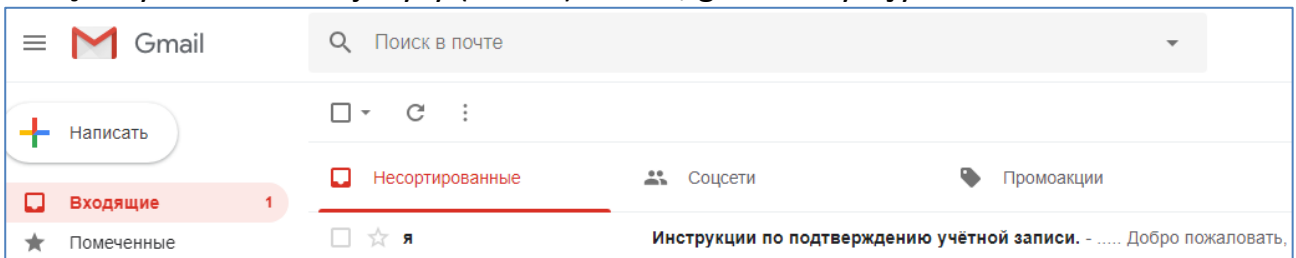 Gmail
Поиск в почте
Написать
Несортированные
Соцсети
Промоакции
Входящие 1
Помеченные
я Инструкции по подтверждению учётной записи. - ..... Добро пожаловать,